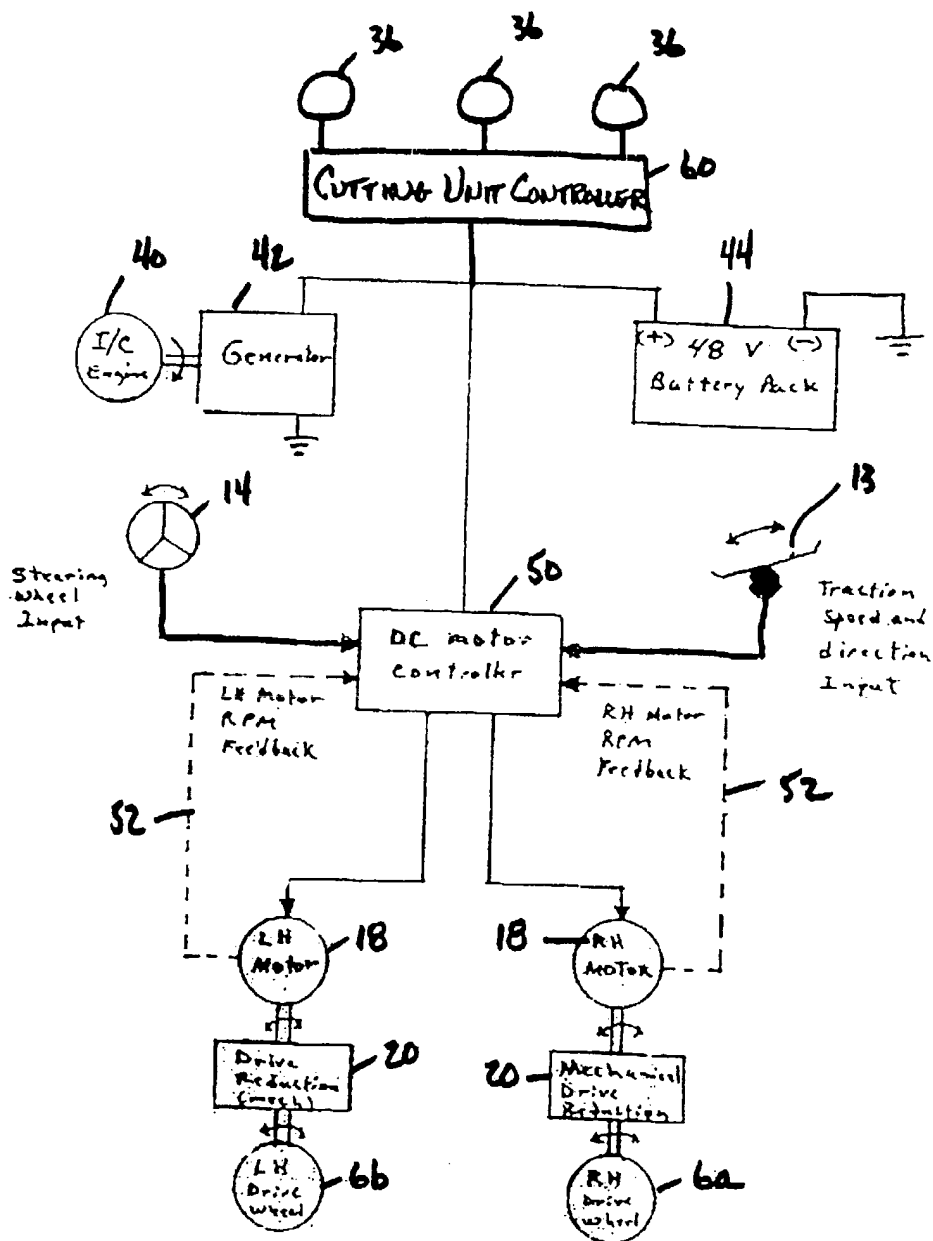 36 36 36
60
CUTTING UNIT CONTROLLER
40 42 44
I/C
Engine
Generator
(+) 48 V (-)
Battery Pack
14 13
Steering
Wheel
Input
50
DC motor
controller
Traction
Speed and
direction
Input
LH Motor
RPM
Feedback
RH Motor
RPM
Feedback
52 52
LH
Motor
18 18
RH
MOTOR
Drive
Reduction
(mech)
20 20
Mechanical
Drive
Reduction
LH
Drive
Wheel
6b
RH
Drive
Wheel
6a